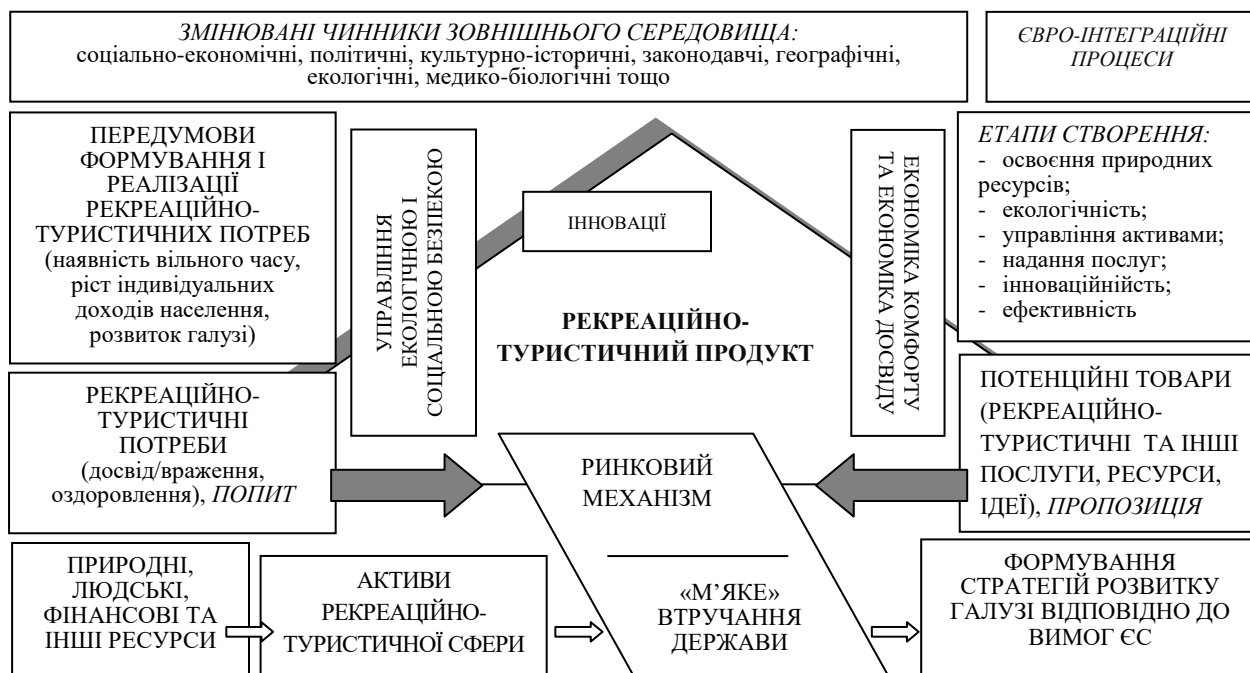 ЗМІНЮВАНІ ЧИННИКИ ЗОВНІШНЬОГО СЕРЕДОВИЩА:
соціально-економічні, політичні, культурно-історичні, законодавчі, географічні,
екологічні, медико-біологічні тощо
ЄВРО-ІНТЕГРАЦІЙНІ
ПРОЦЕСИ
ПЕРЕДУМОВИ
ФОРМУВАННЯ І
РЕАЛІЗАЦІЇ
РЕКРЕАЦІЙНО-
ТУРИСТИЧНИХ ПОТРЕБ
(наявність вільного часу,
ріст індивідуальних
доходів населення,
розвиток галузі)
УПРАВЛІННЯ
ЕКОЛОГІЧНОЮ І
СОЦІАЛЬНОЮ БЕЗПЕКОЮ
ІННОВАЦІЇ
РЕКРЕАЦІЙНО-
ТУРИСТИЧНИЙ ПРОДУКТ
ЕКОНОМІКА КОМФОРТУ
ТА ЕКОНОМІКА ДОСВІДУ
ЕТАПИ СТВОРЕННЯ:
- освоєння природних
ресурсів;
- екологічність;
- управління активами;
- надання послуг;
- інноваційнійсть;
- ефективність
РЕКРЕАЦІЙНО-
ТУРИСТИЧНІ
ПОТРЕБИ
(досвід/враження,
оздоровлення), ПОПИТ
РИНКОВИЙ
МЕХАНІЗМ
ПОТЕНЦІЙНІ ТОВАРИ
(РЕКРЕАЦІЙНО-
ТУРИСТИЧНІ ТА ІНШІ
ПОСЛУГИ, РЕСУРСИ,
ІДЕЇ), ПРОПОЗИЦІЯ
ПРИРОДНІ,
ЛЮДСЬКІ,
ФІНАНСОВІ ТА
ІНШІ РЕСУРСИ
АКТИВИ
РЕКРЕАЦІЙНО-
ТУРИСТИЧНОЇ СФЕРИ
«М’ЯКЕ»
ВТРУЧАННЯ
ДЕРЖАВИ
ФОРМУВАННЯ
СТРАТЕГІЙ РОЗВИТКУ
ГАЛУЗІ ВІДПОВІДНО ДО
ВИМОГ ЄС